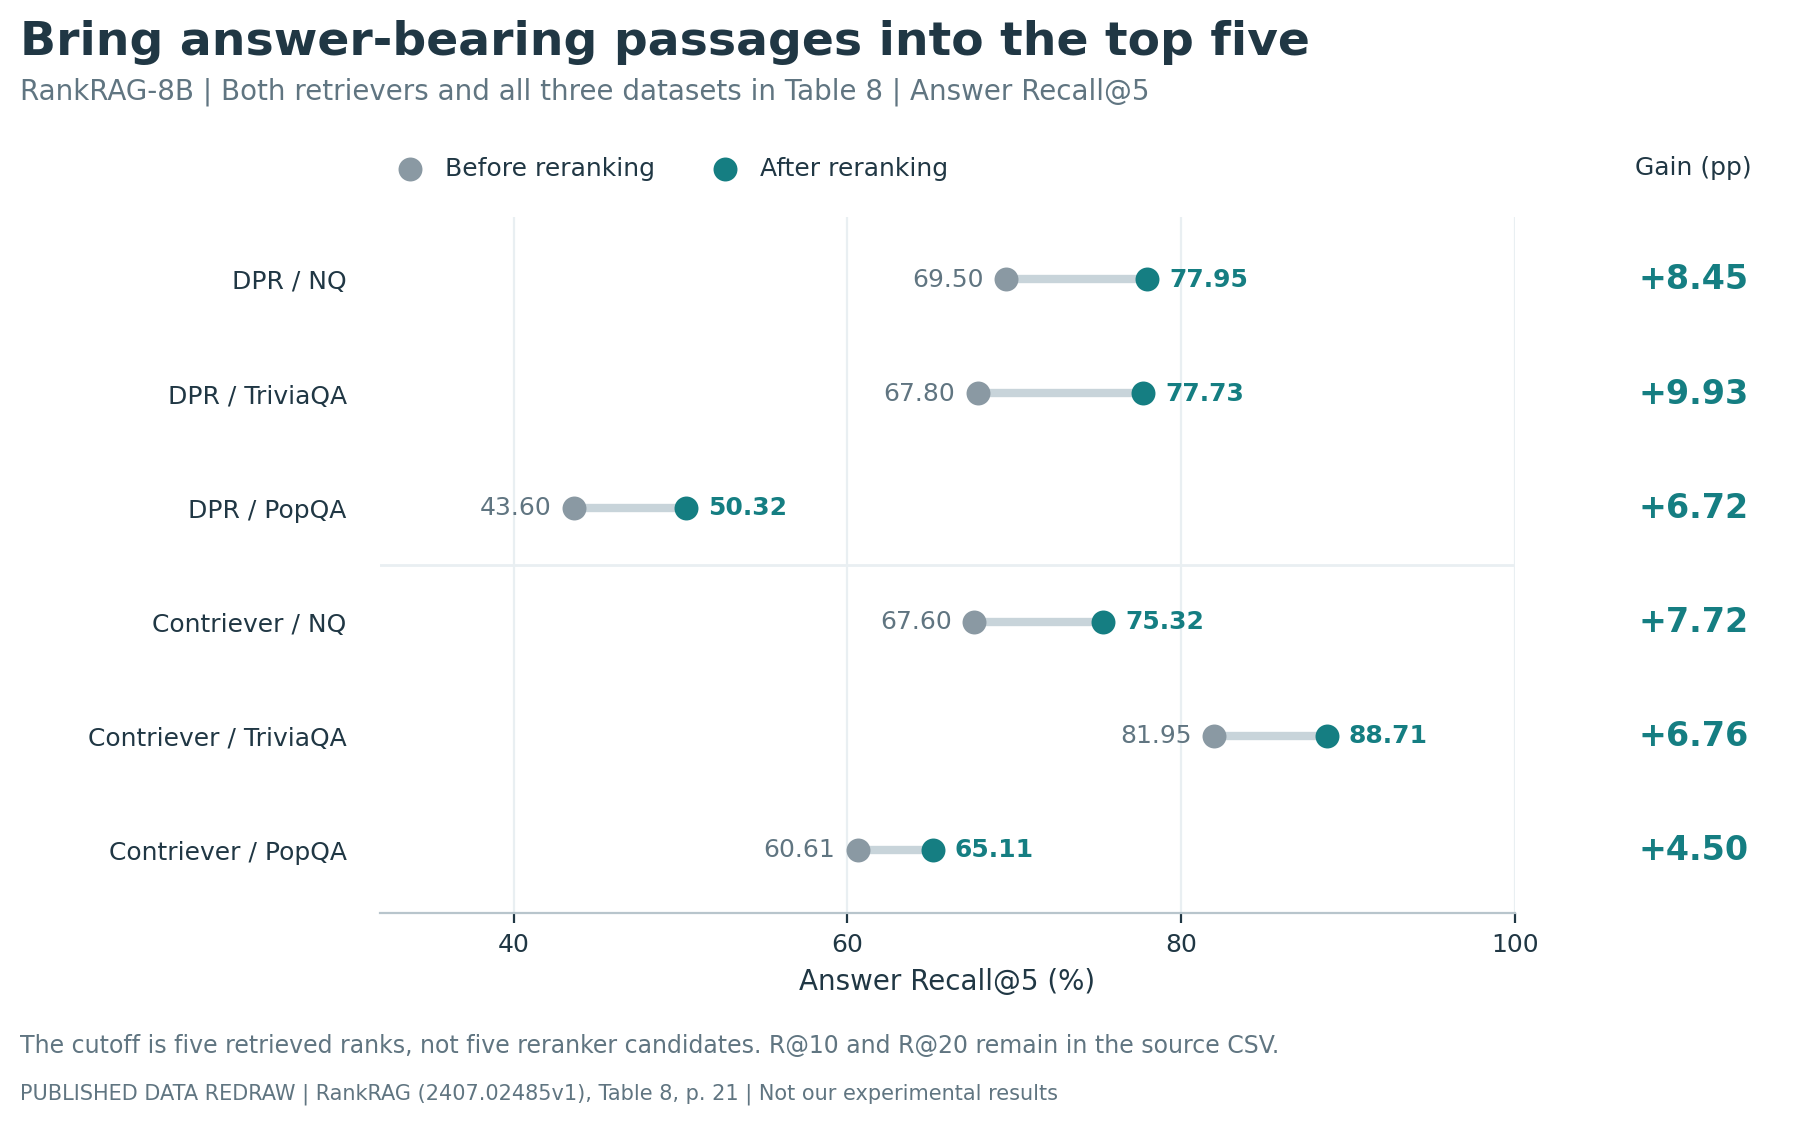 Bring answer-bearing passages into the top five
RankRAG-8B | Both retrievers and all three datasets in Table 8 | Answer Recall@5
Before reranking After reranking Gain (pp)
DPR / NQ 69.50 77.95 +8.45
DPR / TriviaQA 67.80 77.73 +9.93
DPR / PopQA 43.60 50.32 +6.72
Contriever / NQ 67.60 75.32 +7.72
Contriever / TriviaQA 81.95 88.71 +6.76
Contriever / PopQA 60.61 65.11 +4.50
40 60 80 100
Answer Recall@5 (%)
The cutoff is five retrieved ranks, not five reranker candidates. R@10 and R@20 remain in the source CSV.
PUBLISHED DATA REDRAW | RankRAG (2407.02485v1), Table 8, p. 21 | Not our experimental results